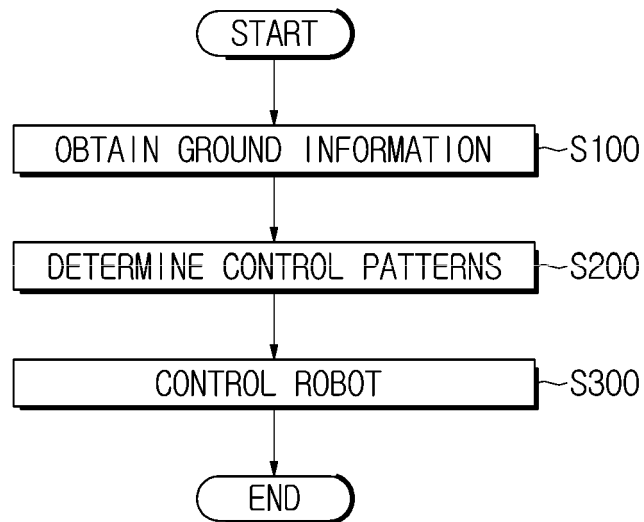 START
OBTAIN GROUND INFORMATION
S100
DETERMINE CONTROL PATTERNS
S200
CONTROL ROBOT
S300
END